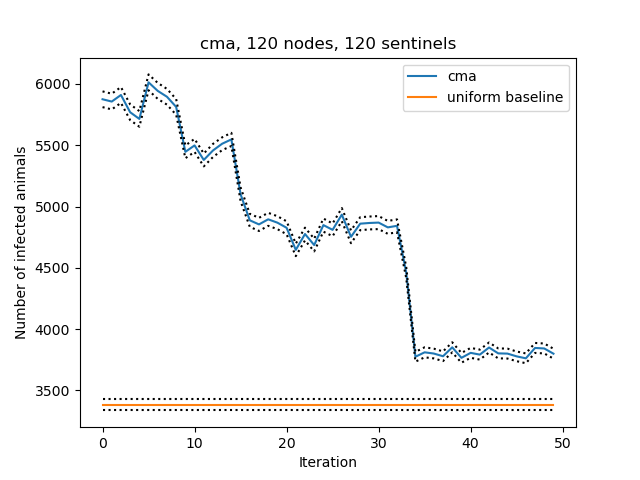 cma, 120 nodes, 120 sentinels
cma
uniform baseline
6000
5500
5000
4500
4000
3500
Number of infected animals
0 10 20 30 40 50
Iteration